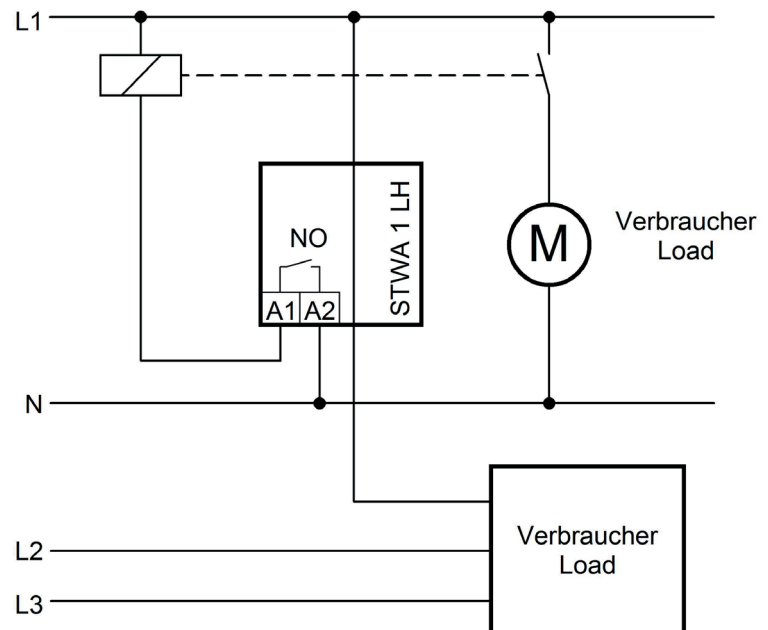 L1
STWA 1 LH
NO
A1 A2
M
Verbraucher
Load
N
Verbraucher
Load
L2
L3